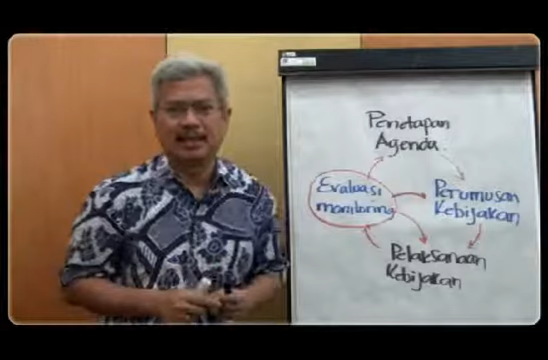 Penetapan
Agenda
Evaluasi
monitoring
Perumusan
Kebijakan
Pelaksanaan
Kebijakan